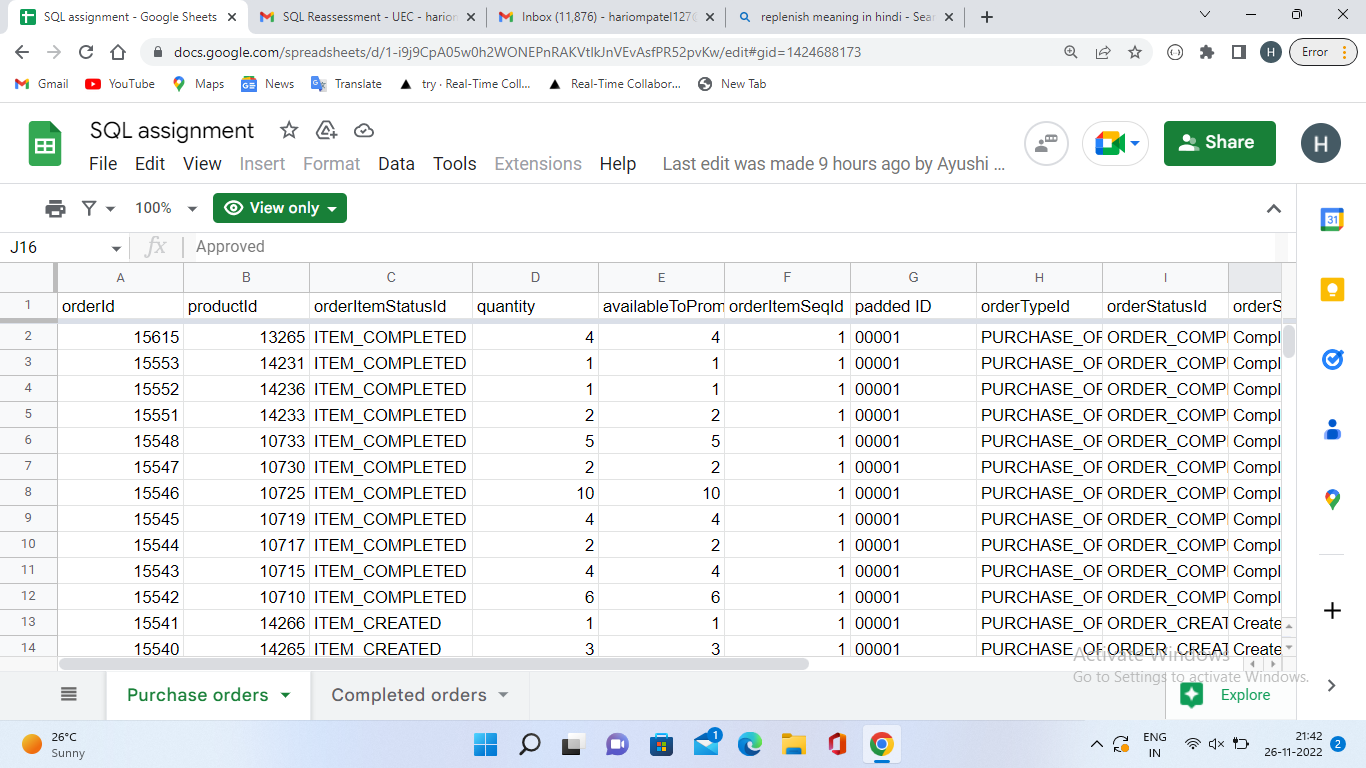 SQL assignment - Google Sheets
SQL Reassessment - UEC - harion
Inbox (11,876) - hariompatel127
replenish meaning in hindi - Sear
docs.google.com/spreadsheets/d/1-i9j9CpA05w0h2WONEPnRAKVtIkJnVEvAsfPR52pvKw/edit#gid=1424688173
H
Error
Gmail
YouTube
Maps
News
Translate
try · Real-Time Coll...
Real-Time Collabor...
New Tab
SQL assignment
File Edit View Insert Format Data Tools Extensions Help Last edit was made 9 hours ago by Ayushi ...
Share
H
100%
View only
J16
fx
Approved
A B C D E F G H I
1 orderId productId orderItemStatusId quantity availableToProm orderItemSeqId padded ID orderTypeId orderStatusId orderS
2 15615 13265 ITEM_COMPLETED 4 4 1 00001 PURCHASE_OF ORDER_COMP Compl
3 15553 14231 ITEM_COMPLETED 1 1 1 00001 PURCHASE_OF ORDER_COMP Compl
4 15552 14236 ITEM_COMPLETED 1 1 1 00001 PURCHASE_OF ORDER_COMP Compl
5 15551 14233 ITEM_COMPLETED 2 2 1 00001 PURCHASE_OF ORDER_COMP Compl
6 15548 10733 ITEM_COMPLETED 5 5 1 00001 PURCHASE_OF ORDER_COMP Compl
7 15547 10730 ITEM_COMPLETED 2 2 1 00001 PURCHASE_OF ORDER_COMP Compl
8 15546 10725 ITEM_COMPLETED 10 10 1 00001 PURCHASE_OF ORDER_COMP Compl
9 15545 10719 ITEM_COMPLETED 4 4 1 00001 PURCHASE_OF ORDER_COMP Compl
10 15544 10717 ITEM_COMPLETED 2 2 1 00001 PURCHASE_OF ORDER_COMP Compl
11 15543 10715 ITEM_COMPLETED 4 4 1 00001 PURCHASE_OF ORDER_COMP Compl
12 15542 10710 ITEM_COMPLETED 6 6 1 00001 PURCHASE_OF ORDER_COMP Compl
13 15541 14266 ITEM_CREATED 1 1 1 00001 PURCHASE_OF ORDER_CREAT Create
14 15540 14265 ITEM_CREATED 3 3 1 00001 PURCHASE_OF ORDER_CREAT Create
Activate Windows
Go to Settings to activate Windows.
Purchase orders
Completed orders
Explore
31
26°C
Sunny
1
ENG
IN
21:42
26-11-2022
2